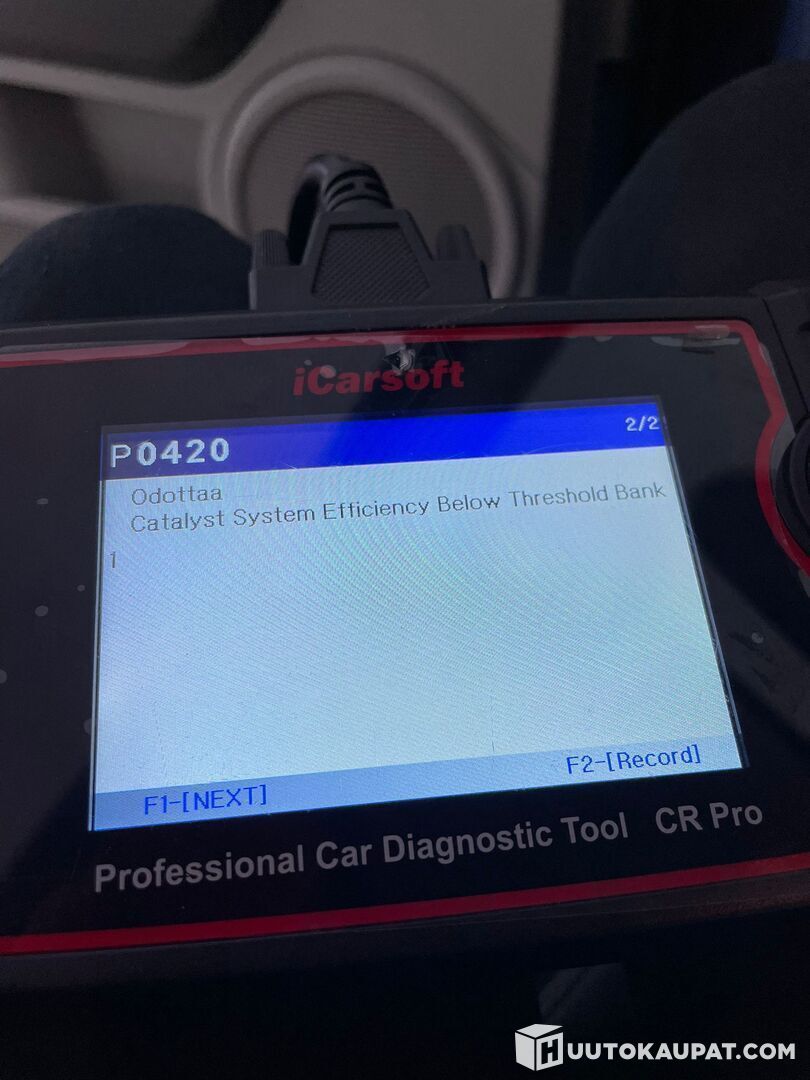 iCarsoft
P0420
2/2
Odottaa
Catalyst System Efficiency Below Threshold Bank
1
F1-[NEXT]
F2-[Record]
Professional Car Diagnostic Tool CR Pro
HUUTOKAUPAT.COM